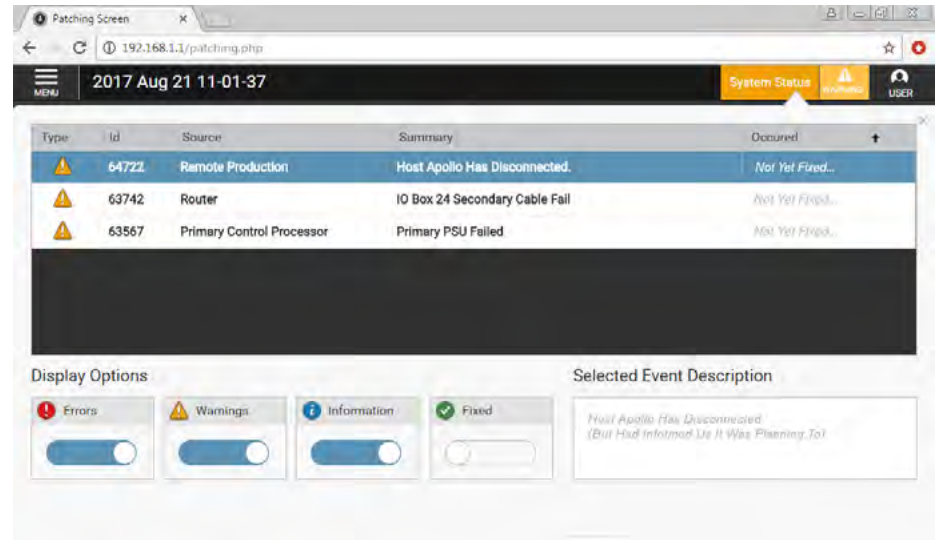 Patching Screen
192.168.1.1/patching.php
MENU
2017 Aug 21 11-01-37
System Status
WARNING
USER
Type Id Source Summary Occured
64722 Remote Production Host Apollo Has Disconnected. Not Yet Fixed...
63742 Router IO Box 24 Secondary Cable Fail Not Yet Fixed...
63567 Primary Control Processor Primary PSU Failed Not Yet Fixed...
Display Options
Selected Event Description
Errors
Warnings
Information
Fixed
Host Apollo Has Disconnected
(But Had Informed Us It Was Planning To)